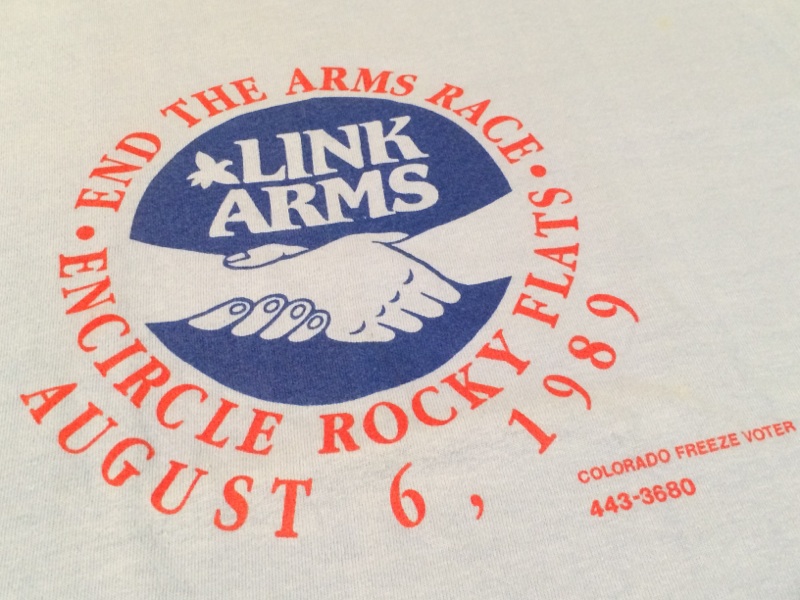 END THE ARMS RACE
LINK
ARMS
ENCIRCLE ROCKY FLATS
AUGUST 6, 1989
COLORADO FREEZE VOTER
443-3680